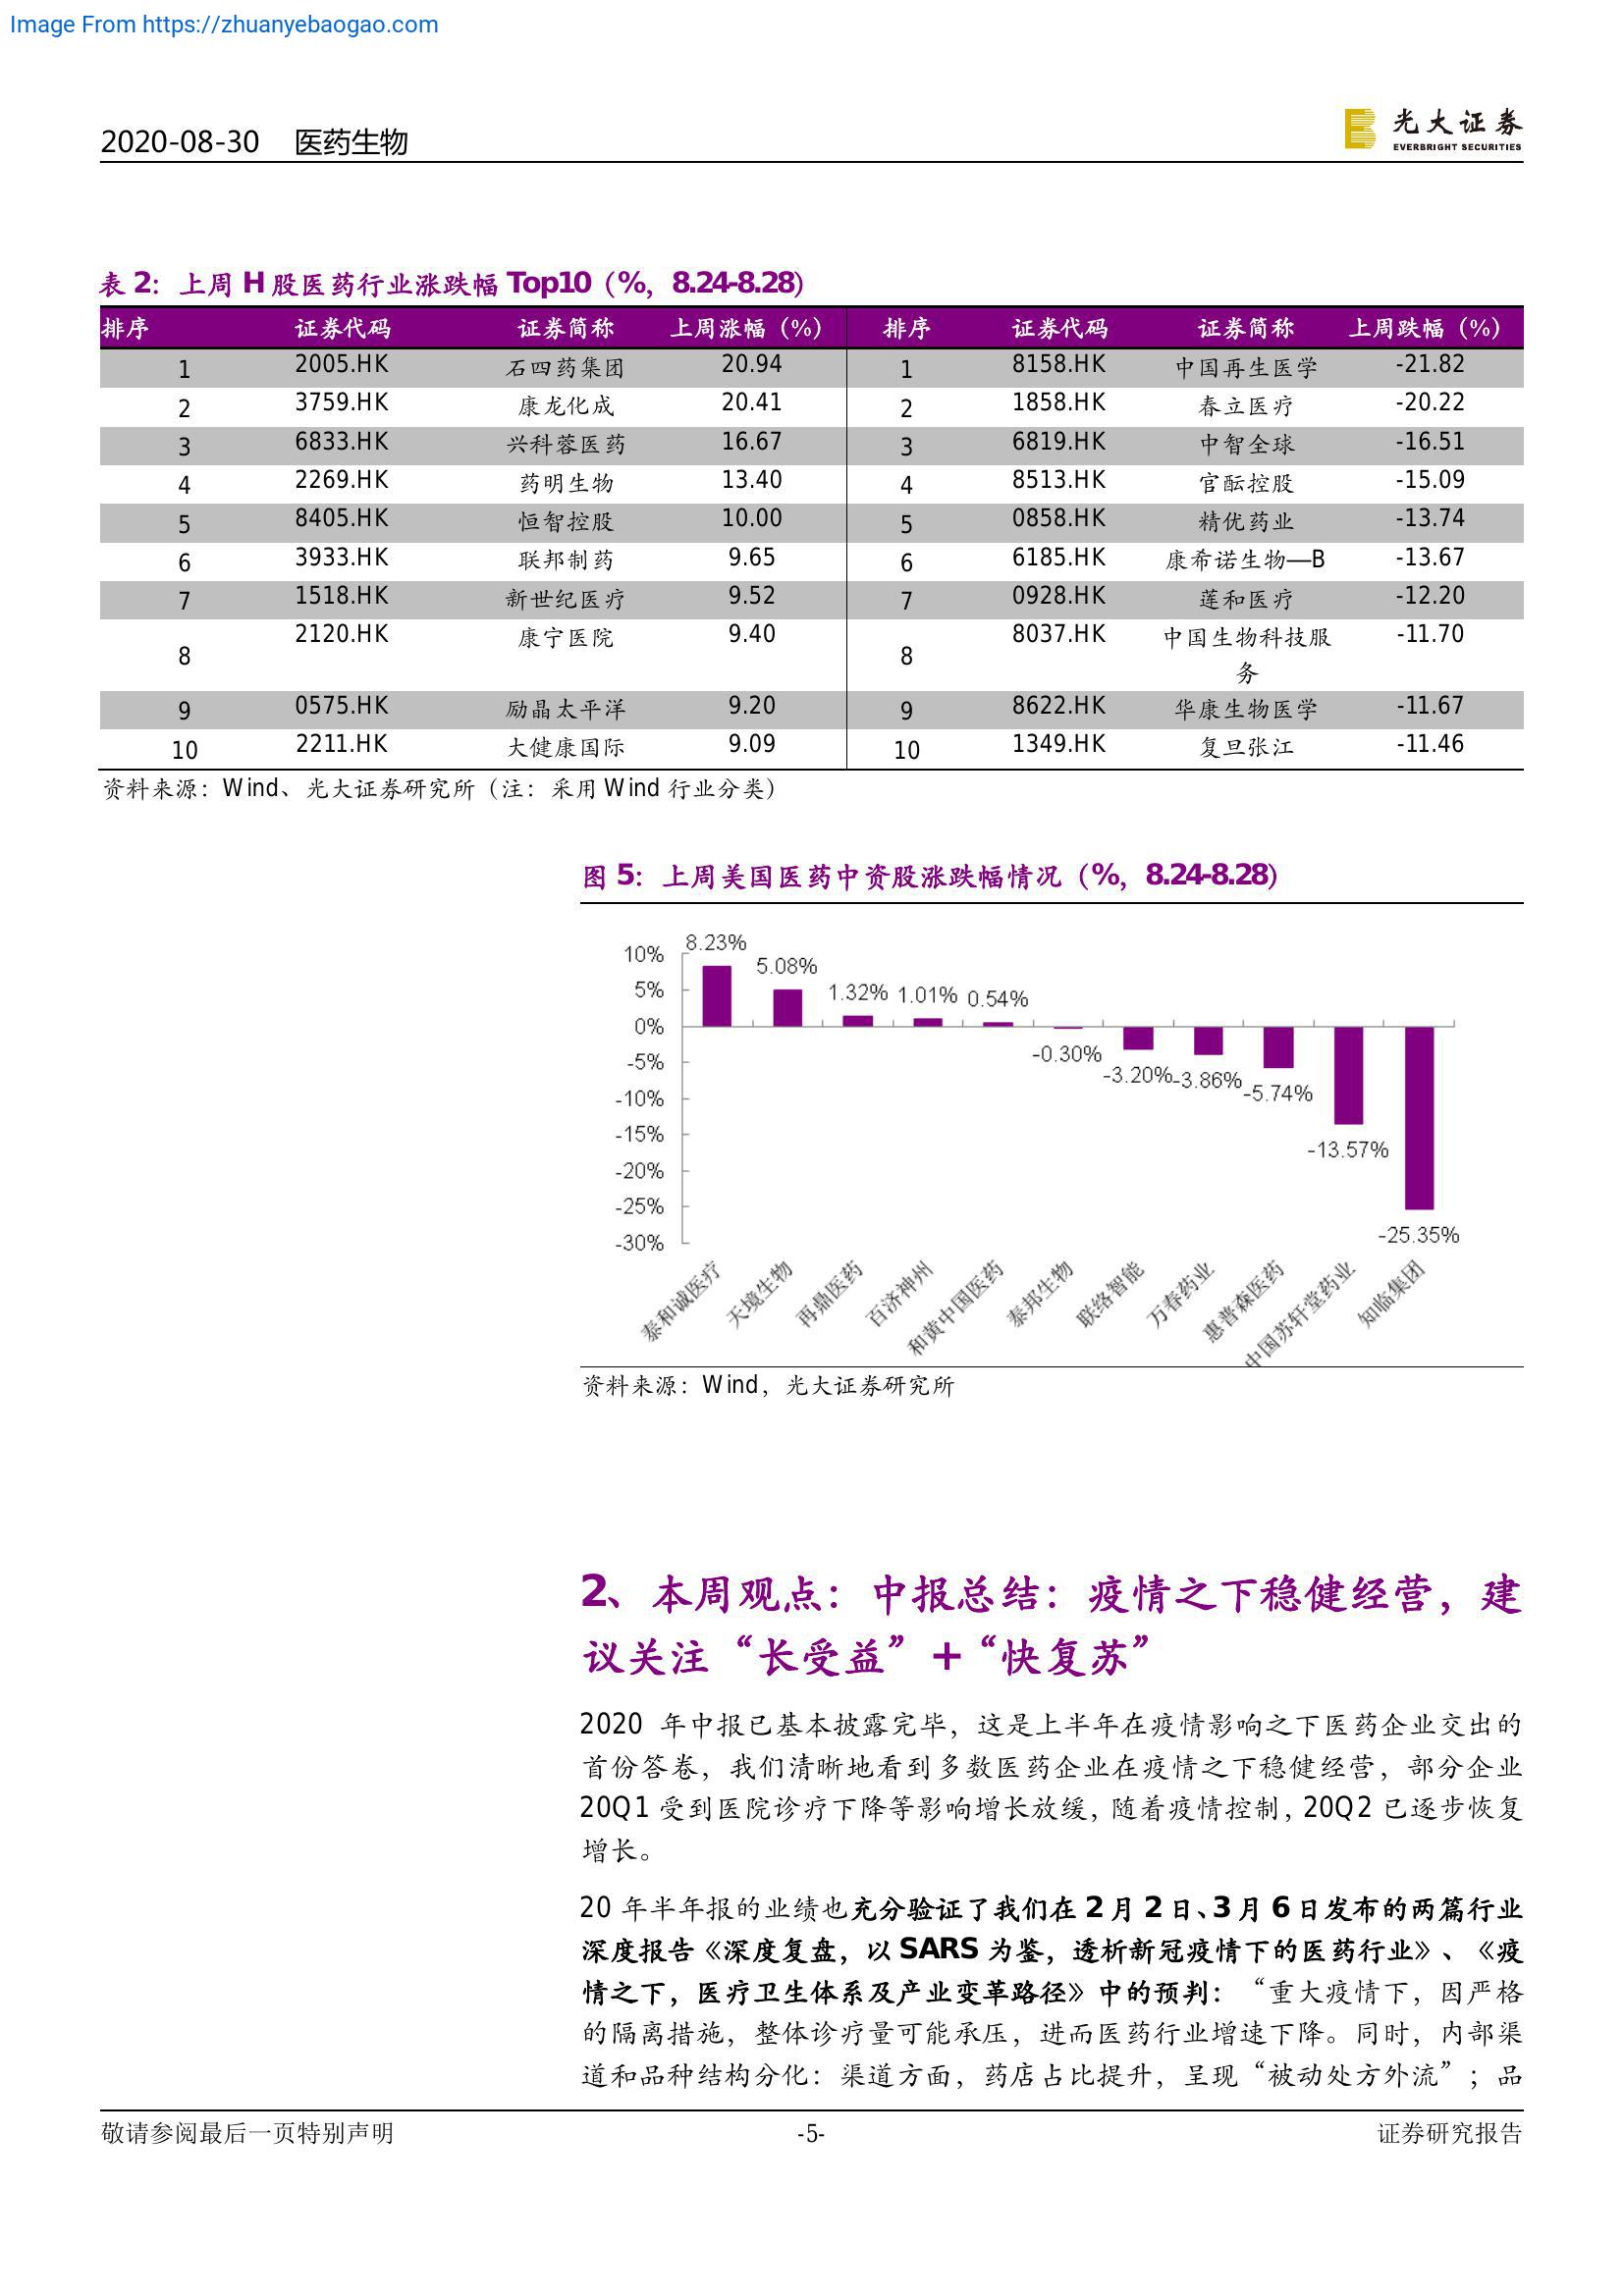 Image From https://zhuanyebaogao.com
2020-08-30 医药生物
光大证券
EVERBRIGHT SECURITIES
表 2：上周 H 股医药行业涨跌幅 Top10（%，8.24-8.28）
排序 证券代码 证券简称 上周涨幅（%） 排序 证券代码 证券简称 上周跌幅（%）
1 2005.HK 石四药集团 20.94 1 8158.HK 中国再生医学 -21.82
2 3759.HK 康龙化成 20.41 2 1858.HK 春立医疗 -20.22
3 6833.HK 兴科蓉医药 16.67 3 6819.HK 中智全球 -16.51
4 2269.HK 药明生物 13.40 4 8513.HK 官酝控股 -15.09
5 8405.HK 恒智控股 10.00 5 0858.HK 精优药业 -13.74
6 3933.HK 联邦制药 9.65 6 6185.HK 康希诺生物—B -13.67
7 1518.HK 新世纪医疗 9.52 7 0928.HK 莲和医疗 -12.20
8 2120.HK 康宁医院 9.40 8 8037.HK 中国生物科技服 -11.70
务
9 0575.HK 励晶太平洋 9.20 9 8622.HK 华康生物医学 -11.67
10 2211.HK 大健康国际 9.09 10 1349.HK 复旦张江 -11.46
资料来源：Wind、光大证券研究所（注：采用 Wind 行业分类）
图 5：上周美国医药中资股涨跌幅情况（%，8.24-8.28）
10%
5%
0%
-5%
-10%
-15%
-20%
-25%
-30%
8.23%
5.08%
1.32%
1.01%
0.54%
-0.30%
-3.20%
-3.86%
-5.74%
-13.57%
-25.35%
泰和诚医疗
天境生物
再鼎医药
百济神州
和黄中国医药
泰邦生物
联络智能
万春药业
惠普森医药
中国苏轩堂药业
知临集团
资料来源：Wind，光大证券研究所
2、本周观点：中报总结：疫情之下稳健经营，建
议关注“长受益”+“快复苏”
2020 年中报已基本披露完毕，这是上半年在疫情影响之下医药企业交出的
首份答卷，我们清晰地看到多数医药企业在疫情之下稳健经营，部分企业
20Q1 受到医院诊疗下降等影响增长放缓，随着疫情控制，20Q2 已逐步恢复
增长。
20 年半年报的业绩也充分验证了我们在 2 月 2 日、3 月 6 日发布的两篇行业
深度报告《深度复盘，以 SARS 为鉴，透析新冠疫情下的医药行业》、《疫
情之下，医疗卫生体系及产业变革路径》中的预判：“重大疫情下，因严格
的隔离措施，整体诊疗量可能承压，进而医药行业增速下降。同时，内部渠
道和品种结构分化：渠道方面，药店占比提升，呈现“被动处方外流”；品
敬请参阅最后一页特别声明 -5- 证券研究报告